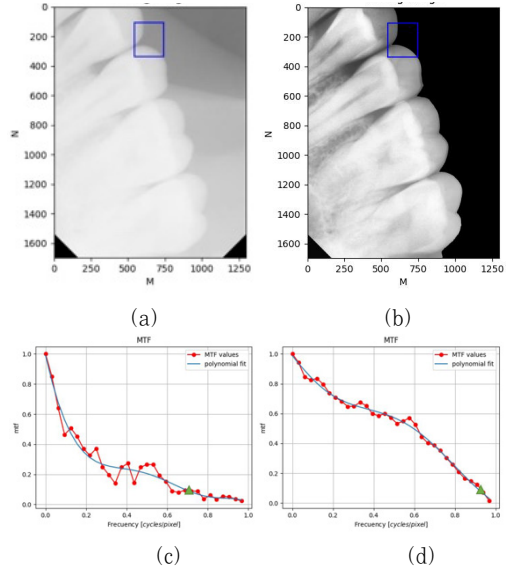 0
200
400
600
800
1000
1200
1400
1600
N
0 250 500 750 1000 1250
M
(a)
0
200
400
600
800
1000
1200
1400
1600
N
0 250 500 750 1000 1250
M
(b)
MTF
1.0
0.8
0.6
0.4
0.2
0.0
mtf
MTF values
polynomial fit
0.0 0.2 0.4 0.6 0.8 1.0
Frecuency [cycles/pixel]
(c)
MTF
1.0
0.8
0.6
0.4
0.2
0.0
mtf
MTF values
polynomial fit
0.0 0.2 0.4 0.6 0.8 1.0
Frecuency [cycles/pixel]
(d)